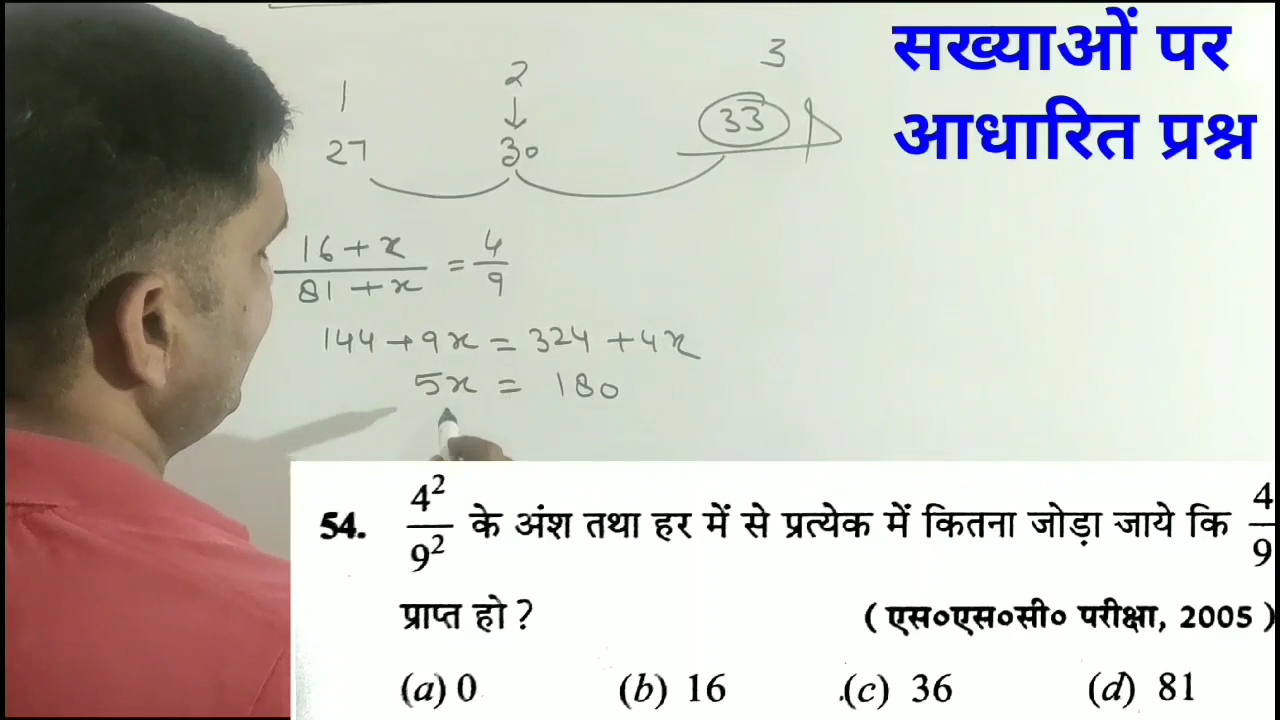 सख्याओं पर
आधारित प्रश्न
1 2 3
↓
27 30 33
16+x/81+x = 4/9
144+9x = 324+4x
5x = 180
54. 4²/9² के अंश तथा हर में से प्रत्येक में कितना जोड़ा जाये कि 4/9
प्राप्त हो ?
( एस०एस०सी० परीक्षा, 2005 )
(a) 0 (b) 16 (c) 36 (d) 81